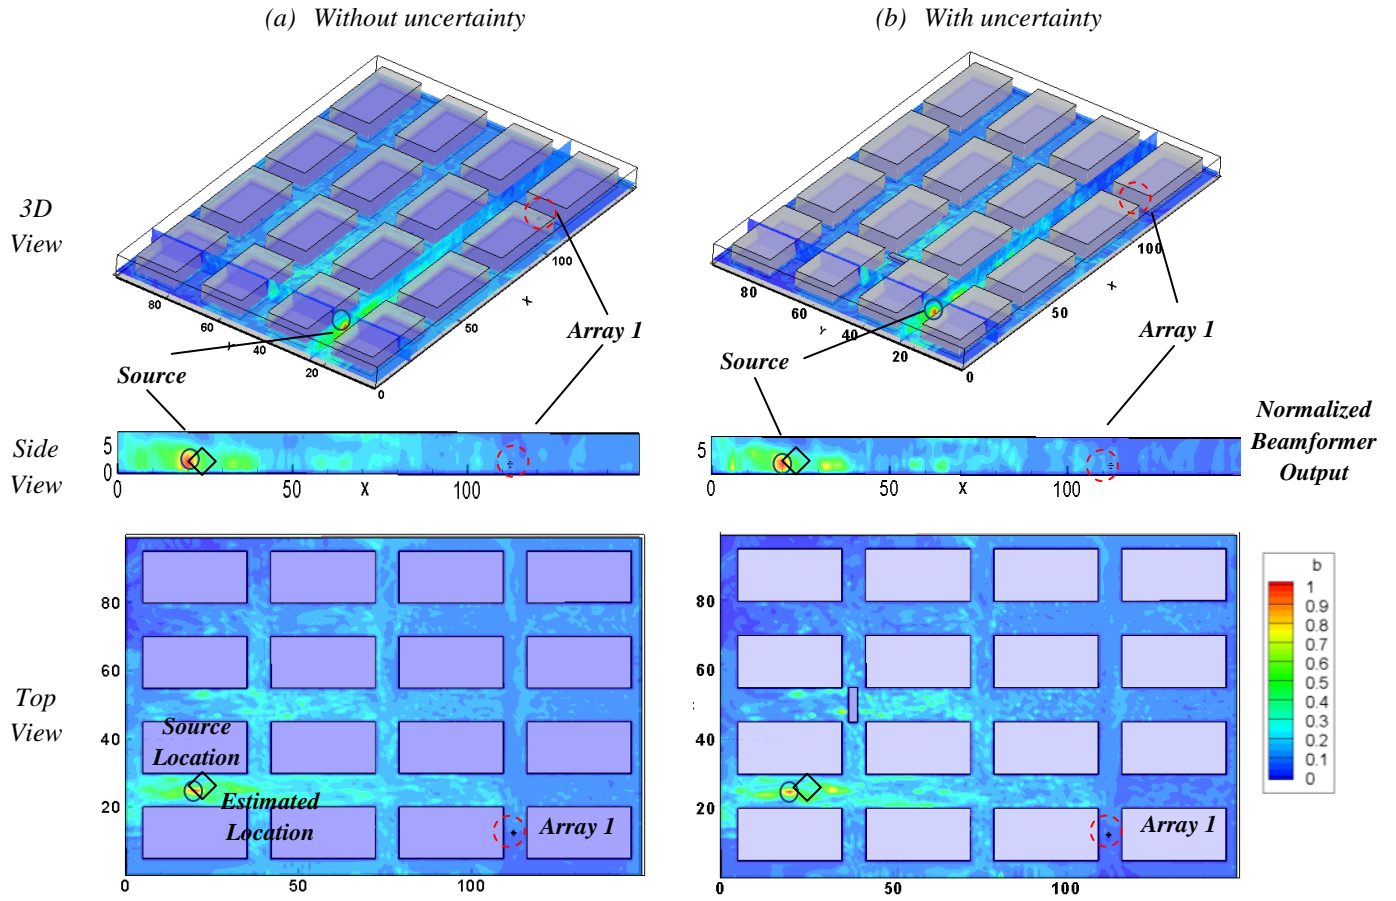 (a) Without uncertainty
(b) With uncertainty
3D
View
80
60
Y
40
20
0
50
X
100
Array 1
Source
80
60
Y
40
20
0
50
X
100
Array 1
Source
Side
View
5
0
0
50
X
100
5
0
0
50
X
100
Normalized
Beamformer
Output
Top
View
80
60
40
20
0
50
100
Source
Location
Estimated
Location
Array 1
80
60
40
20
0
50
100
Array 1
b
1
0.9
0.8
0.7
0.6
0.5
0.4
0.3
0.2
0.1
0